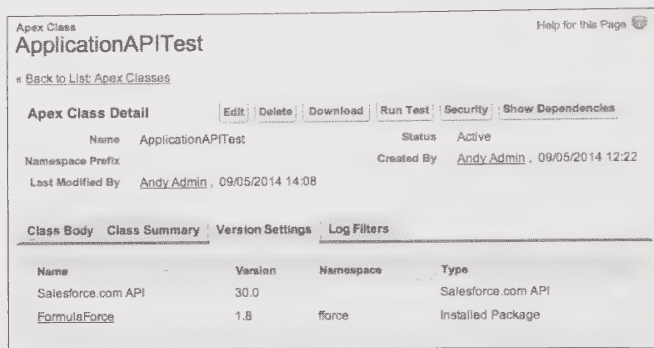 Apex Class
Help for this Page
ApplicationAPITest
« Back to List: Apex Classes
Apex Class Detail Edit Delete Download Run Test Security Show Dependencies
Name ApplicationAPITest Status Active
Namespace Prefix Created By Andy Admin , 09/05/2014 12:22
Last Modified By Andy Admin , 09/05/2014 14:08
Class Body Class Summary Version Settings Log Filters
Name Version Namespace Type
Salesforce.com API 30.0 Salesforce.com API
FormulaForce 1.8 fforce Installed Package